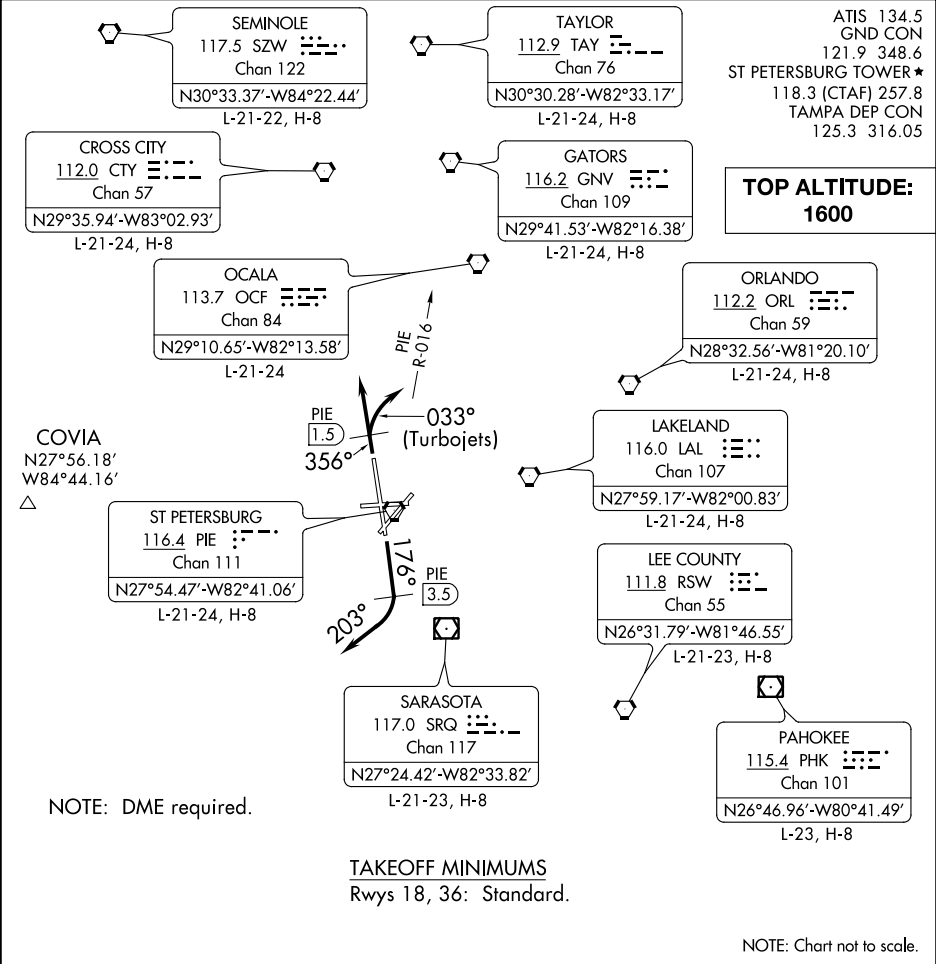 SEMINOLE
117.5 SZW
Chan 122
N30°33.37'-W84°22.44'
L-21-22, H-8
TAYLOR
112.9 TAY
Chan 76
N30°30.28'-W82°33.17'
L-21-24, H-8
ATIS 134.5
GND CON
121.9 348.6
ST PETERSBURG TOWER★
118.3 (CTAF) 257.8
TAMPA DEP CON
125.3 316.05
TOP ALTITUDE:
1600
CROSS CITY
112.0 CTY
Chan 57
N29°35.94'-W83°02.93'
L-21-24, H-8
GATORS
116.2 GNV
Chan 109
N29°41.53'-W82°16.38'
L-21-24, H-8
OCALA
113.7 OCF
Chan 84
N29°10.65'-W82°13.58'
L-21-24
ORLANDO
112.2 ORL
Chan 59
N28°32.56'-W81°20.10'
L-21-24, H-8
PIE
R-016
PIE
1.5
033°
(Turbojets)
356°
COVIA
N27°56.18'
W84°44.16'
LAKELAND
116.0 LAL
Chan 107
N27°59.17'-W82°00.83'
L-21-24, H-8
ST PETERSBURG
116.4 PIE
Chan 111
N27°54.47'-W82°41.06'
L-21-24, H-8
176°
PIE
3.5
203°
LEE COUNTY
111.8 RSW
Chan 55
N26°31.79'-W81°46.55'
L-21-23, H-8
SARASOTA
117.0 SRQ
Chan 117
N27°24.42'-W82°33.82'
L-21-23, H-8
PAHOKEE
115.4 PHK
Chan 101
N26°46.96'-W80°41.49'
L-23, H-8
NOTE: DME required.
TAKEOFF MINIMUMS
Rwys 18, 36: Standard.
NOTE: Chart not to scale.